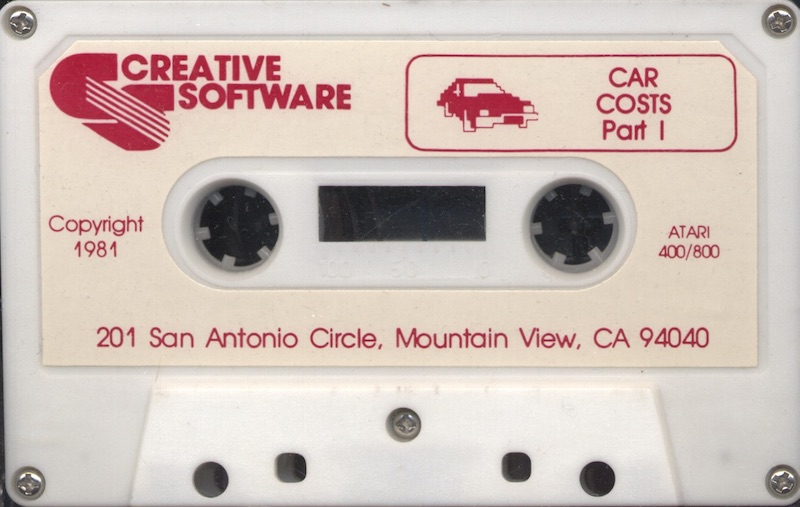 CREATIVE
SOFTWARE
CAR
COSTS
Part I
Copyright
1981
ATARI
400/800
201 San Antonio Circle, Mountain View, CA 94040